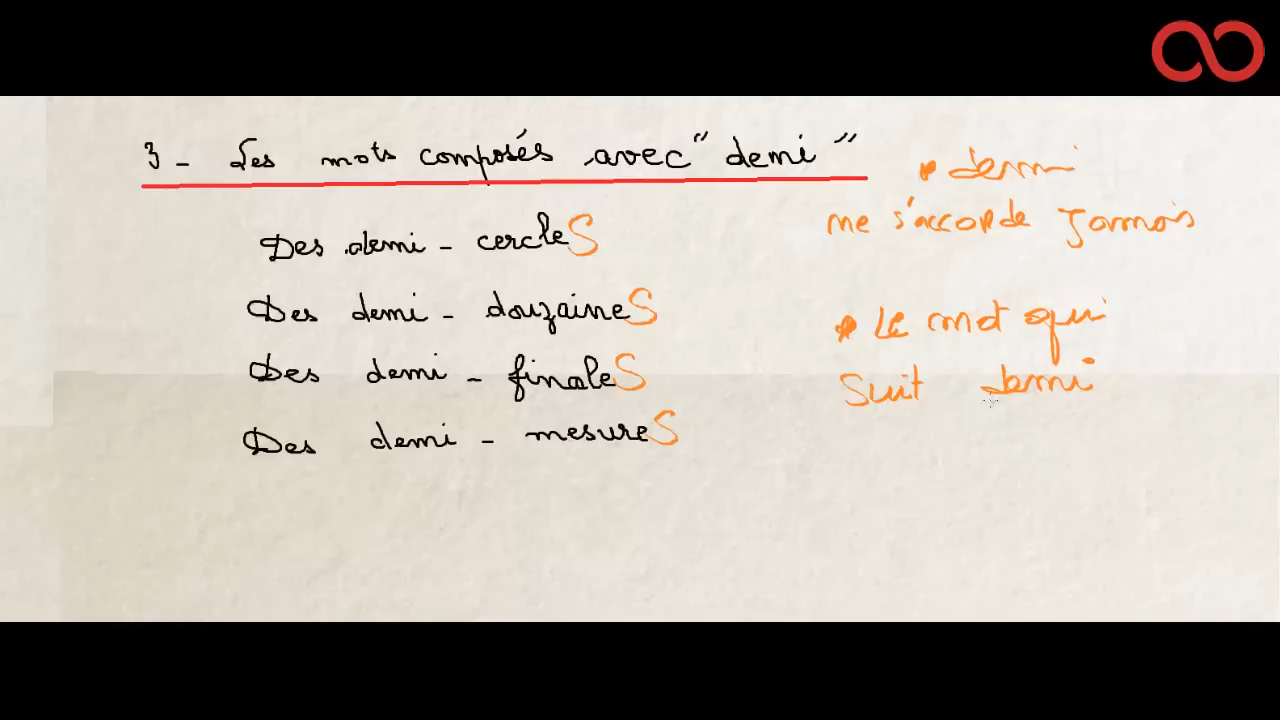 3 - Les mots composés avec "demi"
Des demi - cercleS
Des demi - douzaineS
Des demi - finaleS
Des demi - mesureS
• demi
ne s'accorde Jamais
• Le mot qui
Suit demi